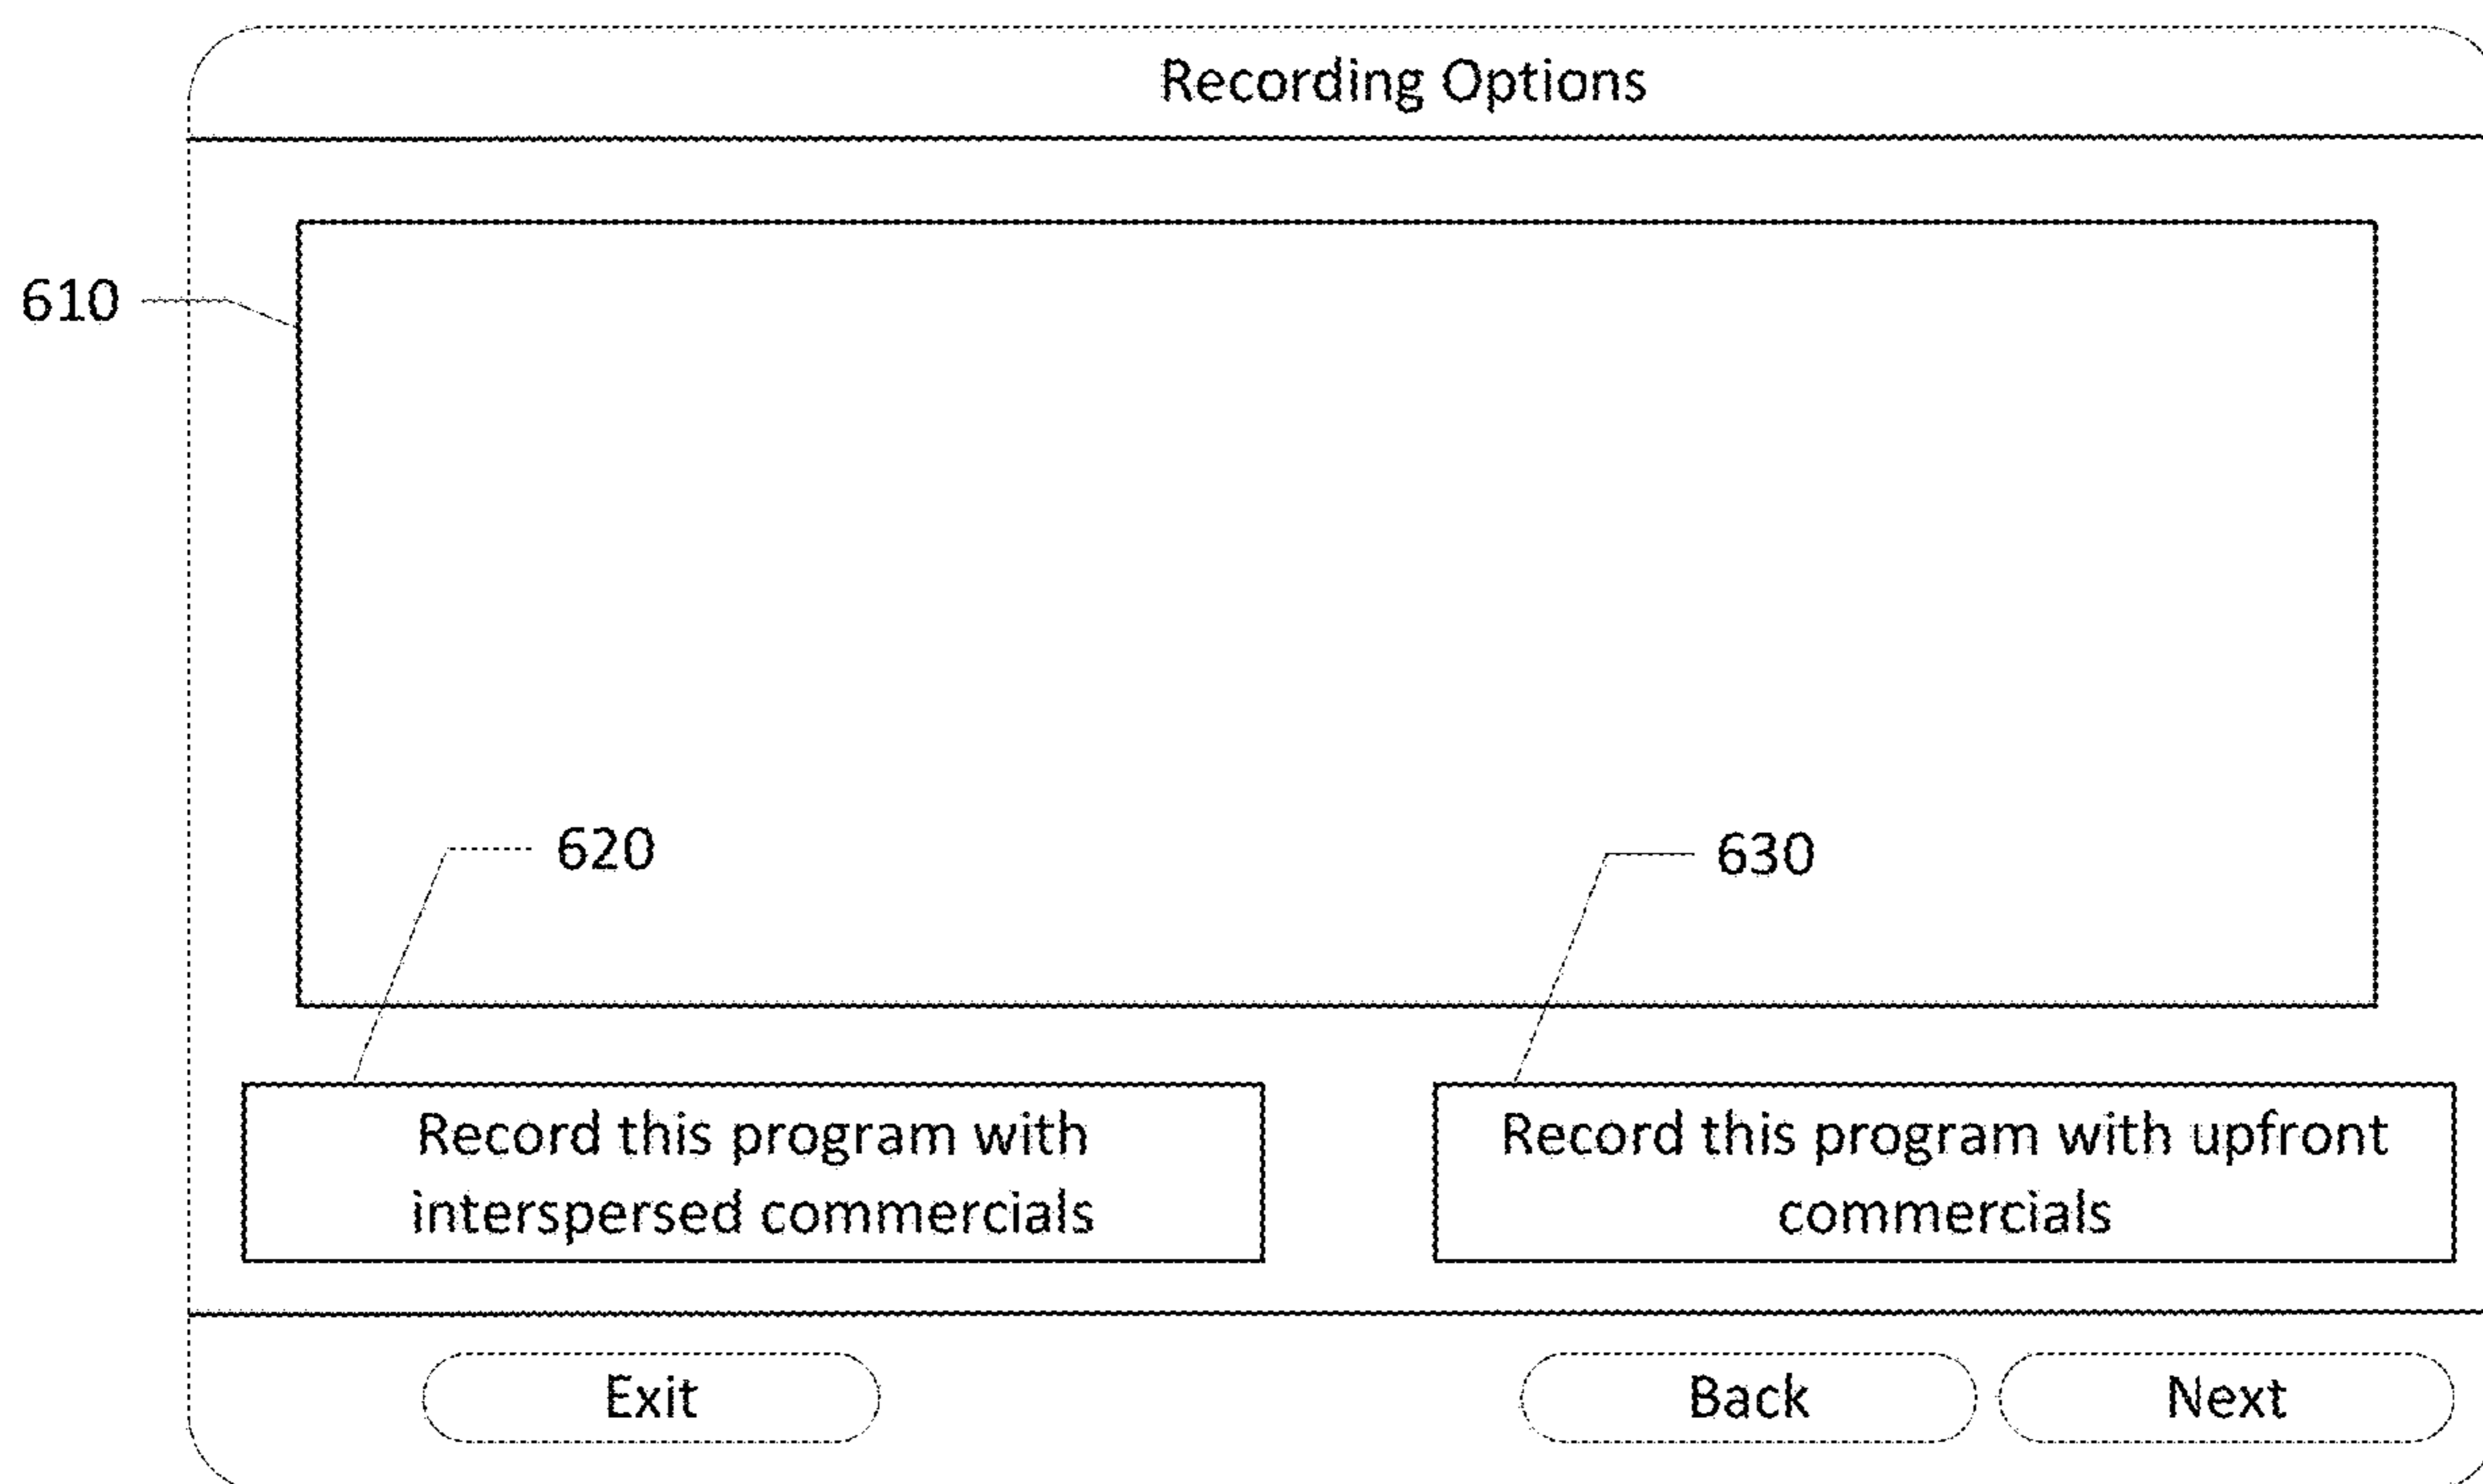 Recording Options
610
620
630
Record this program with
interspersed commercials
Record this program with upfront
commercials
Exit
Back
Next